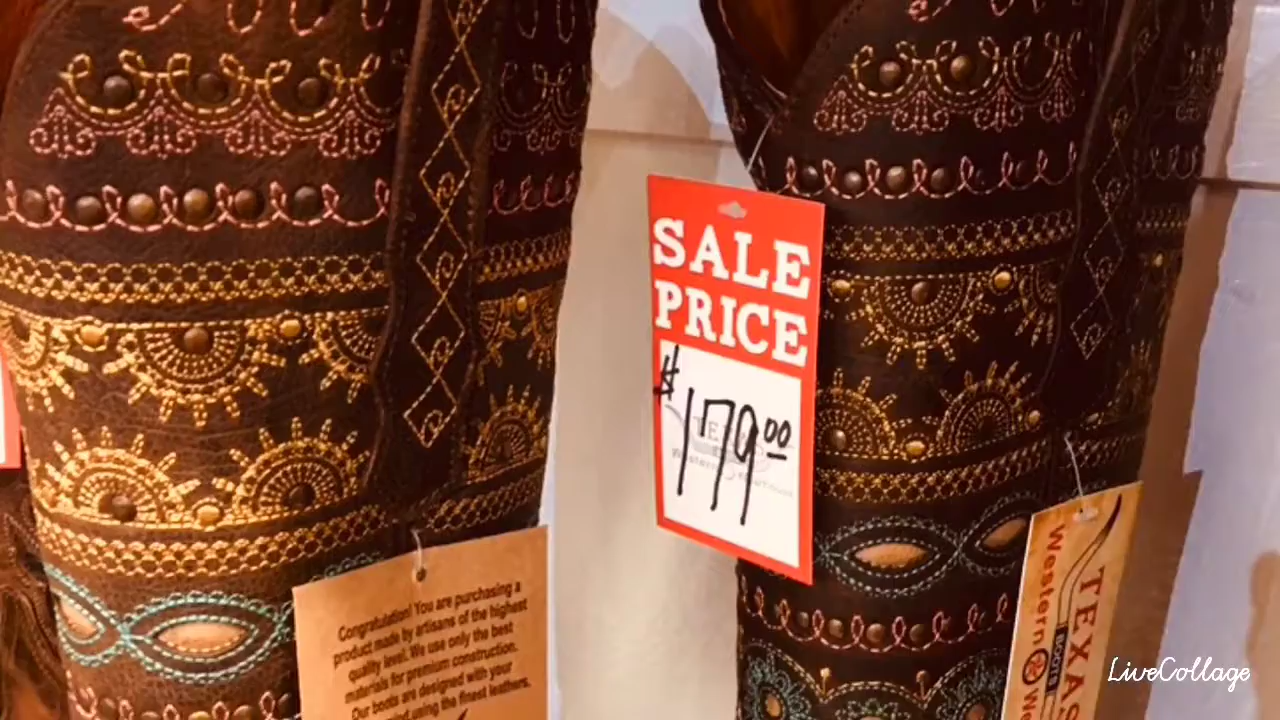 SALE
PRICE
$179.00
Congratulation! You are purchasing a
product made by artisans of the highest
quality level. We use only the best
materials for premium construction.
Our boots are designed with your
using the finest leathers.
TEXAS
BOOTS
Western & We
LiveCollage